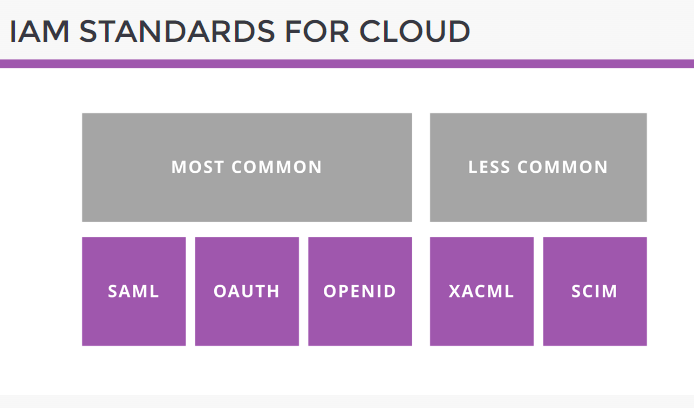 IAM STANDARDS FOR CLOUD
MOST COMMON
LESS COMMON
SAML
OAUTH
OPENID
XACML
SCIM